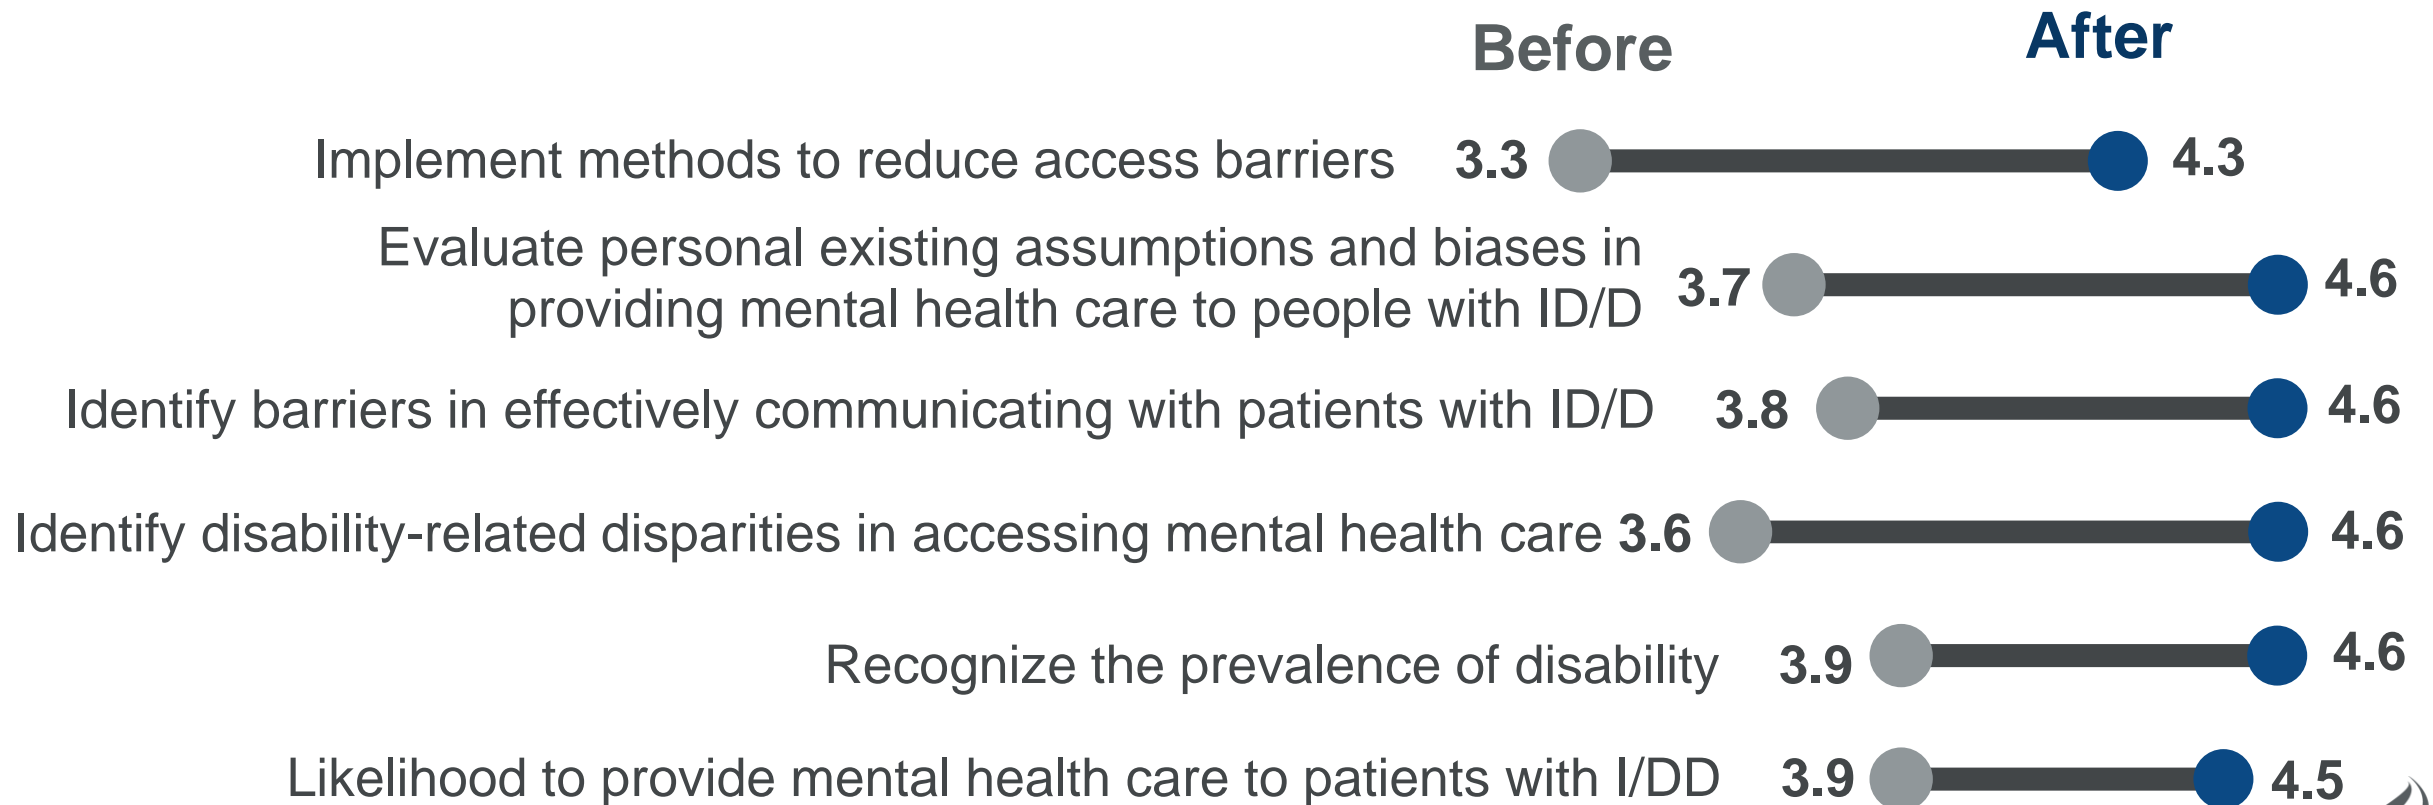 Before
After
Implement methods to reduce access barriers 3.3 4.3
Evaluate personal existing assumptions and biases in
providing mental health care to people with ID/D 3.7 4.6
Identify barriers in effectively communicating with patients with ID/D 3.8 4.6
Identify disability-related disparities in accessing mental health care 3.6 4.6
Recognize the prevalence of disability 3.9 4.6
Likelihood to provide mental health care to patients with I/DD 3.9 4.5